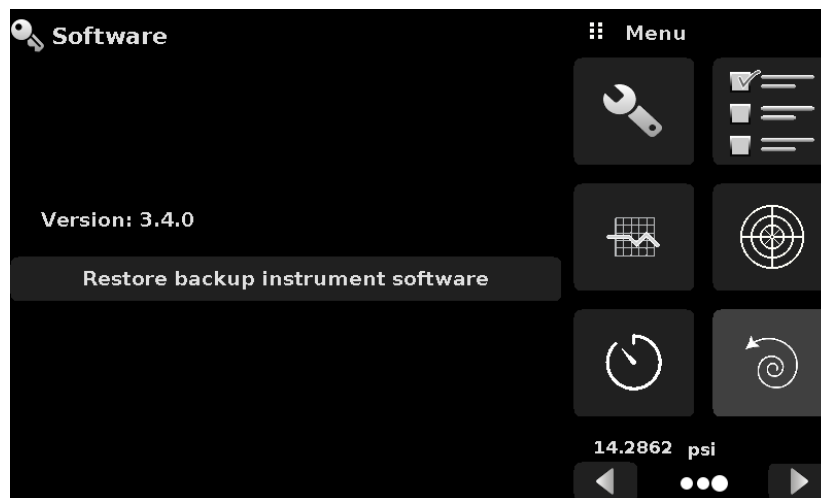 Software
Menu
Version: 3.4.0
Restore backup instrument software
14.2862 psi